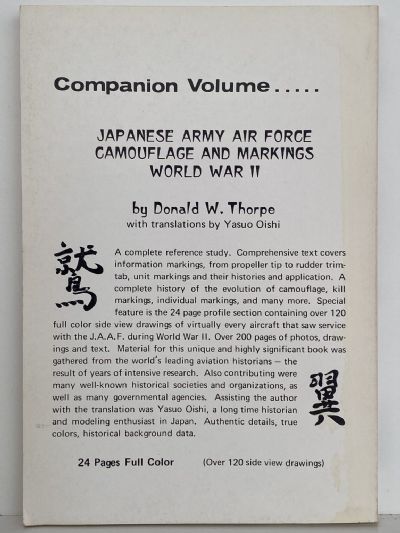 Companion Volume.....
JAPANESE ARMY AIR FORCE
CAMOUFLAGE AND MARKINGS
WORLD WAR II
by Donald W. Thorpe
with translations by Yasuo Oishi
鷲
A complete reference study. Comprehensive text covers
information markings, from propeller tip to rudder trim-
tab, unit markings and their histories and application. A
complete history of the evolution of camouflage, kill
markings, individual markings, and many more. Special
feature is the 24 page profile section containing over 120
full color side view drawings of virtually every aircraft that saw service
with the J.A.A.F. during World War II. Over 200 pages of photos, draw-
ings and text. Material for this unique and highly significant book was
gathered from the world's leading aviation historians — the
result of years of intensive research. Also contributing were
many well-known historical societies and organizations, as
well as many governmental agencies. Assisting the author
with the translation was Yasuo Oishi, a long time historian
and modeling enthusiast in Japan. Authentic details, true
colors, historical background data.
翼
24 Pages Full Color (Over 120 side view drawings)